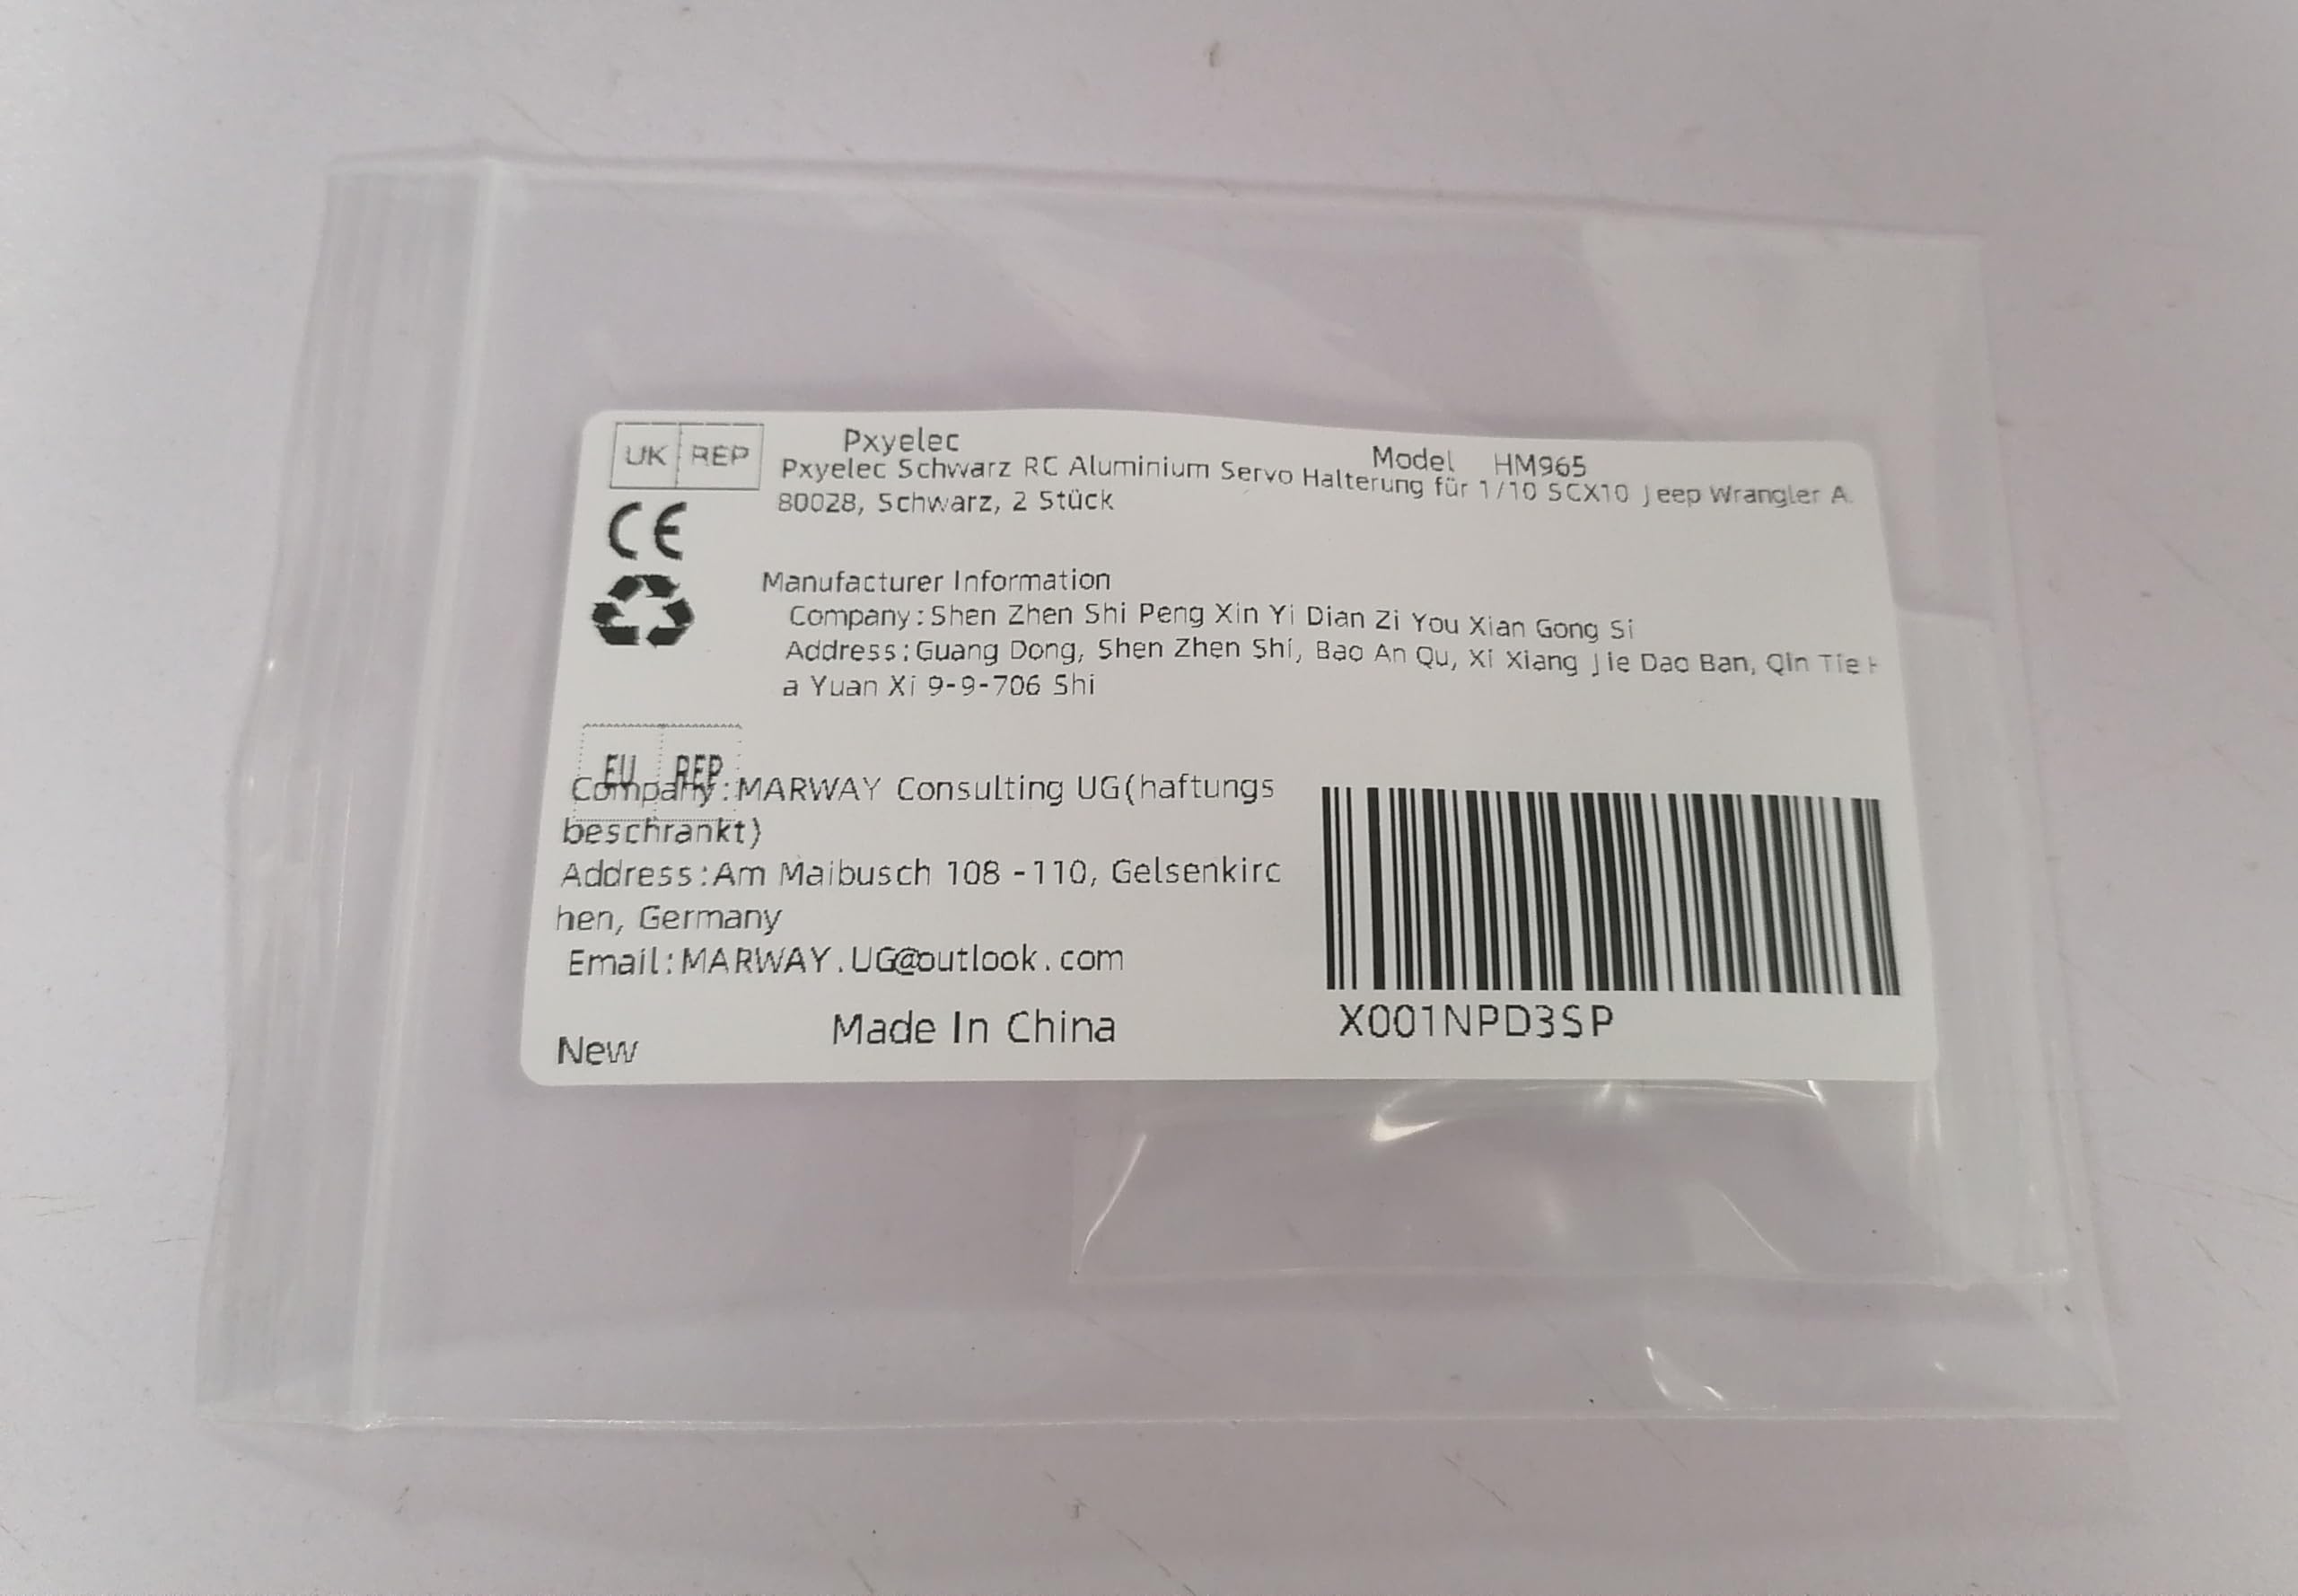 UK REP
Pxyelec Model HM965
Pxyelec Schwarz RC Aluminium Servo Halterung für 1/10 SCX10 Jeep Wrangler A
80028, Schwarz, 2 Stück
CE
Manufacturer Information
Company:Shen Zhen Shi Peng Xin Yi Dian Zi You Xian Gong Si
Address:Guang Dong, Shen Zhen Shi, Bao An Qu, Xi Xiang Jie Dao Ban, Qin Tie
a Yuan Xi 9-9-706 Shi
EU REP
Company:MARWAY Consulting UG(haftungs
beschrankt)
Address:Am Maibusch 108 -110, Gelsenkirc
hen, Germany
Email:MARWAY.UG@outlook.com
New Made In China
X001NPD3SP